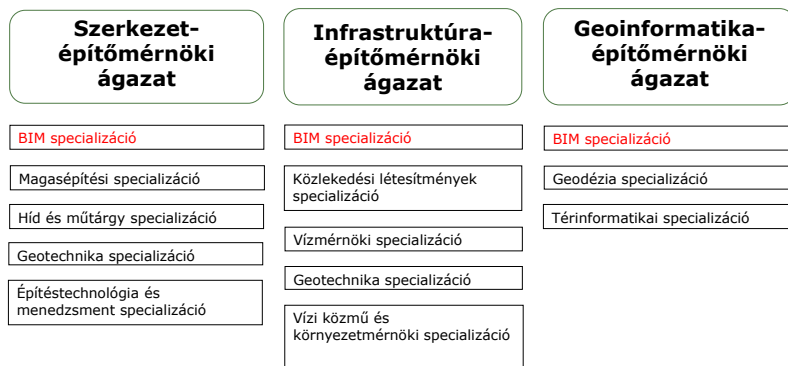 Szerkezet-
építőmérnöki
ágazat
BIM specializáció
Magasépítési specializáció
Híd és műtárgy specializáció
Geotechnika specializáció
Építéstechnológia és
menedzsment specializáció
Infrastruktúra-
építőmérnöki
ágazat
BIM specializáció
Közlekedési létesítmények
specializáció
Vízmérnöki specializáció
Geotechnika specializáció
Vízi közmű és
környezetmérnöki specializáció
Geoinformatika-
építőmérnöki
ágazat
BIM specializáció
Geodézia specializáció
Térinformatikai specializáció